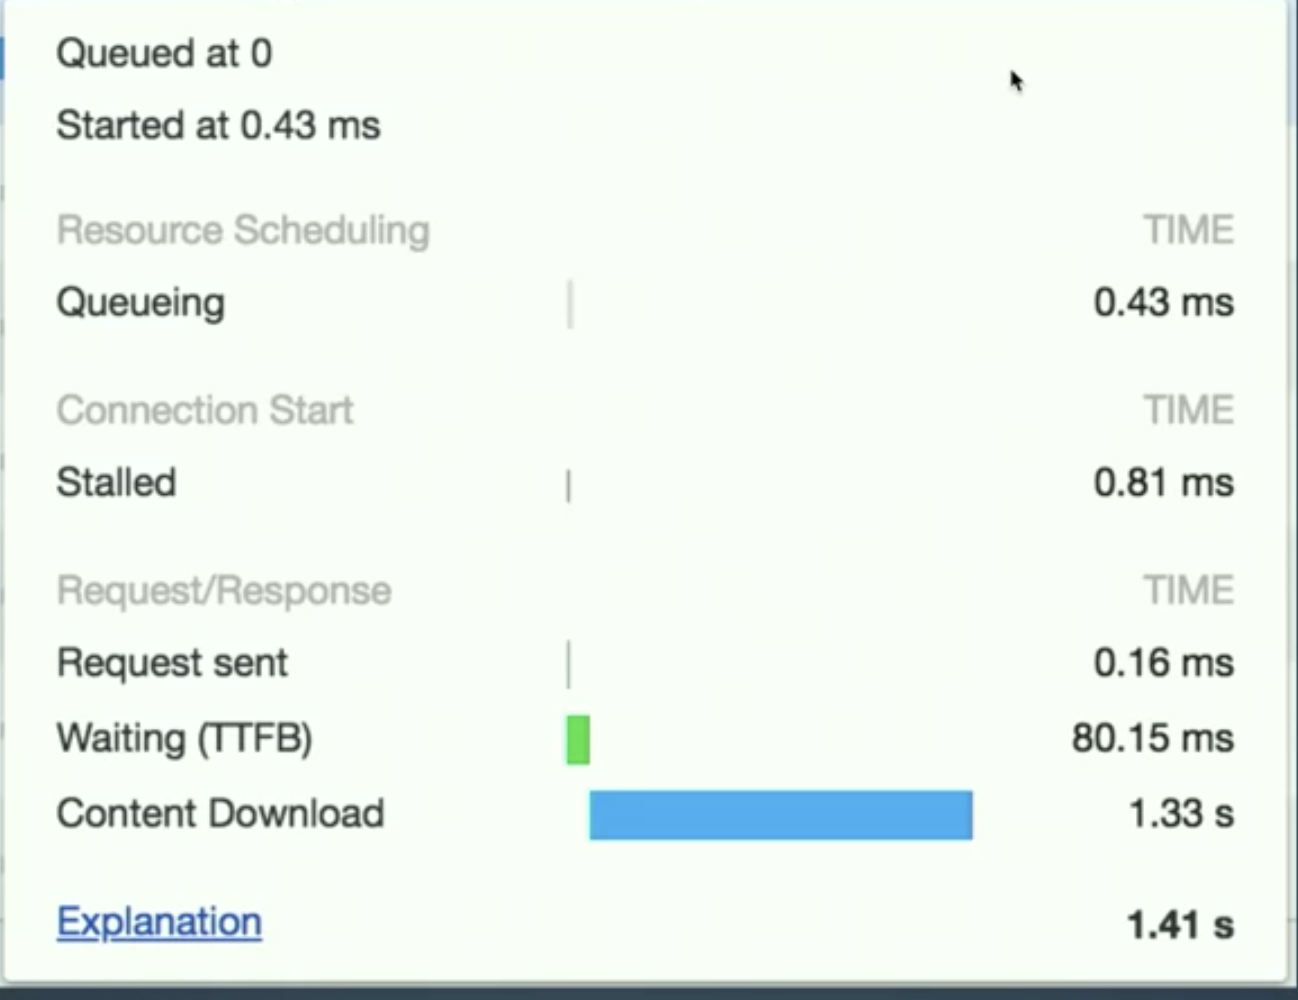 Queued at 0
Started at 0.43 ms
Resource Scheduling TIME
Queueing 0.43 ms
Connection Start TIME
Stalled 0.81 ms
Request/Response TIME
Request sent 0.16 ms
Waiting (TTFB) 80.15 ms
Content Download 1.33 s
Explanation 1.41 s